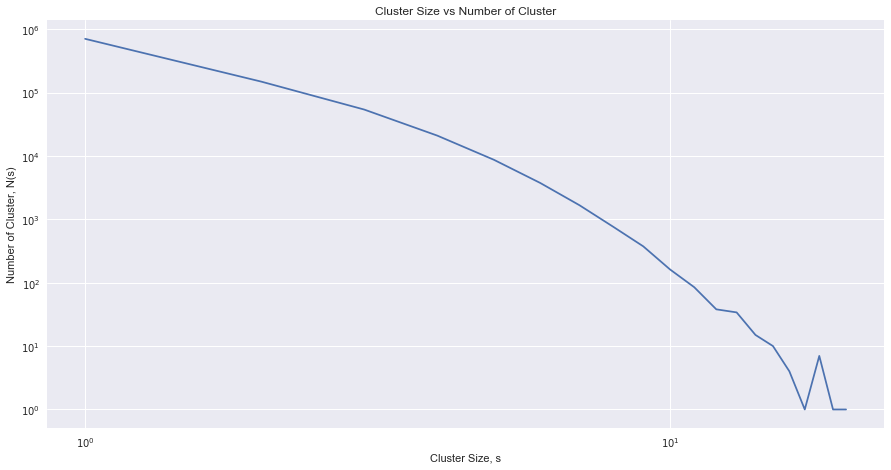 Cluster Size vs Number of Cluster
Number of Cluster, N(s)
10⁶
10⁵
10⁴
10³
10²
10¹
10⁰
10⁰ 10¹
Cluster Size, s